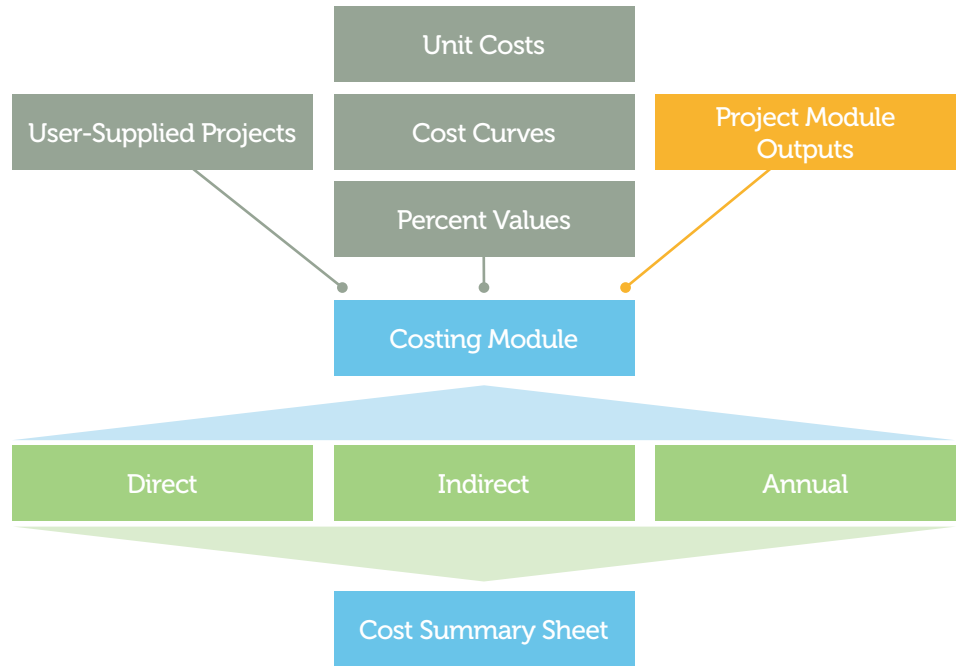 Unit Costs
User-Supplied Projects
Cost Curves
Project Module
Outputs
Percent Values
Costing Module
Direct
Indirect
Annual
Cost Summary Sheet